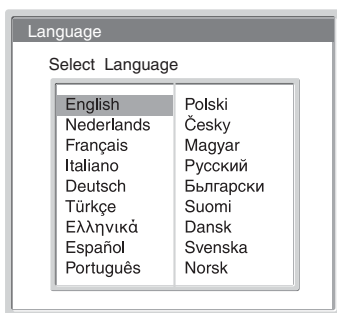 Language
Select Language
English
Nederlands
Français
Italiano
Deutsch
Türkçe
Ελληνικά
Español
Português
Polski
Česky
Magyar
Русский
Български
Suomi
Dansk
Svenska
Norsk